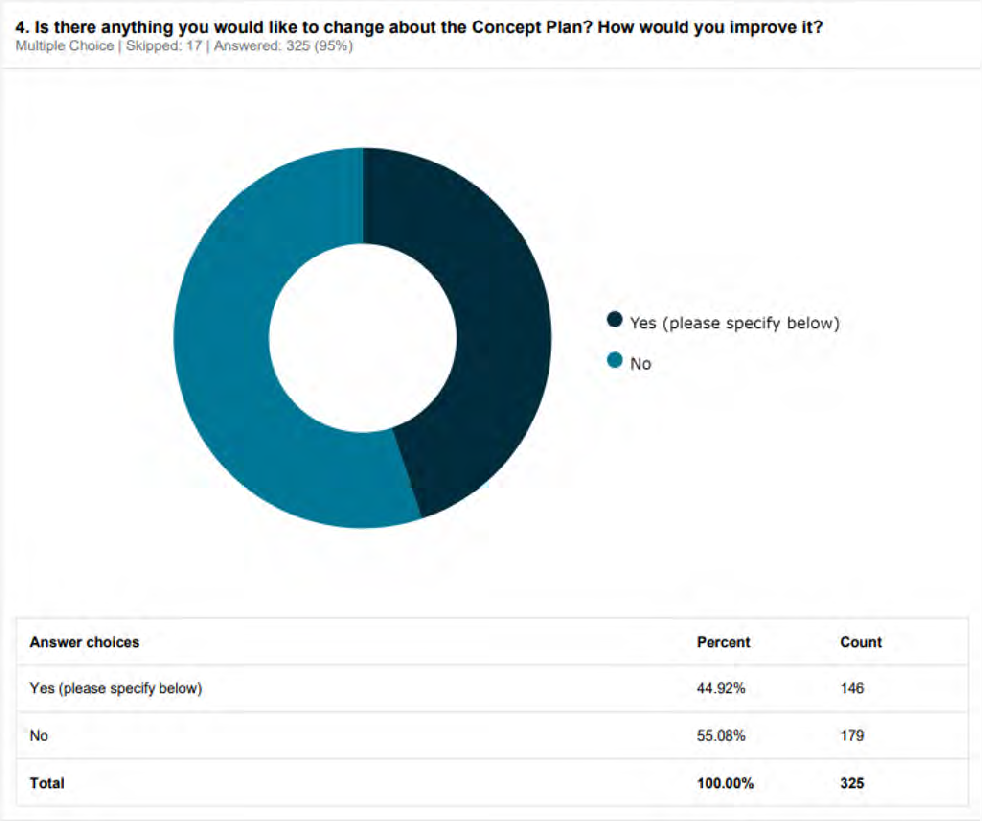 4. Is there anything you would like to change about the Concept Plan? How would you improve it?
Multiple Choice | Skipped: 17 | Answered: 325 (95%)
Yes (please specify below)
No
Answer choices Percent Count
Yes (please specify below) 44.92% 146
No 55.08% 179
Total 100.00% 325